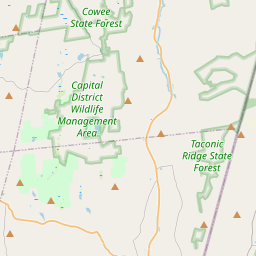 Cowee
State Forest
Capital
District
Wildlife
Management
Area
Taconic
Ridge State
Forest